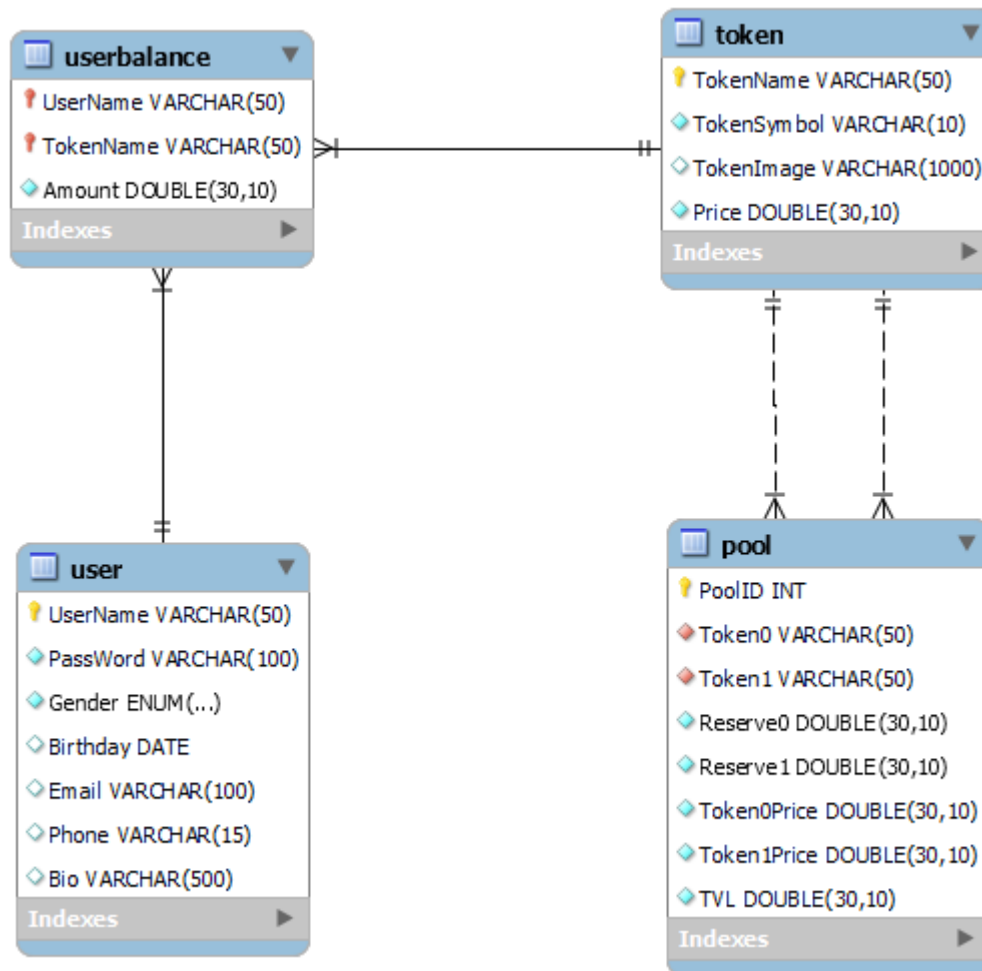 userbalance
UserName VARCHAR(50)
TokenName VARCHAR(50)
Amount DOUBLE(30,10)
Indexes
token
TokenName VARCHAR(50)
TokenSymbol VARCHAR(10)
TokenImage VARCHAR(1000)
Price DOUBLE(30,10)
Indexes
user
UserName VARCHAR(50)
PassWord VARCHAR(100)
Gender ENUM(...)
Birthday DATE
Email VARCHAR(100)
Phone VARCHAR(15)
Bio VARCHAR(500)
Indexes
pool
PoolID INT
Token0 VARCHAR(50)
Token1 VARCHAR(50)
Reserve0 DOUBLE(30,10)
Reserve1 DOUBLE(30,10)
Token0Price DOUBLE(30,10)
Token1Price DOUBLE(30,10)
TVL DOUBLE(30,10)
Indexes